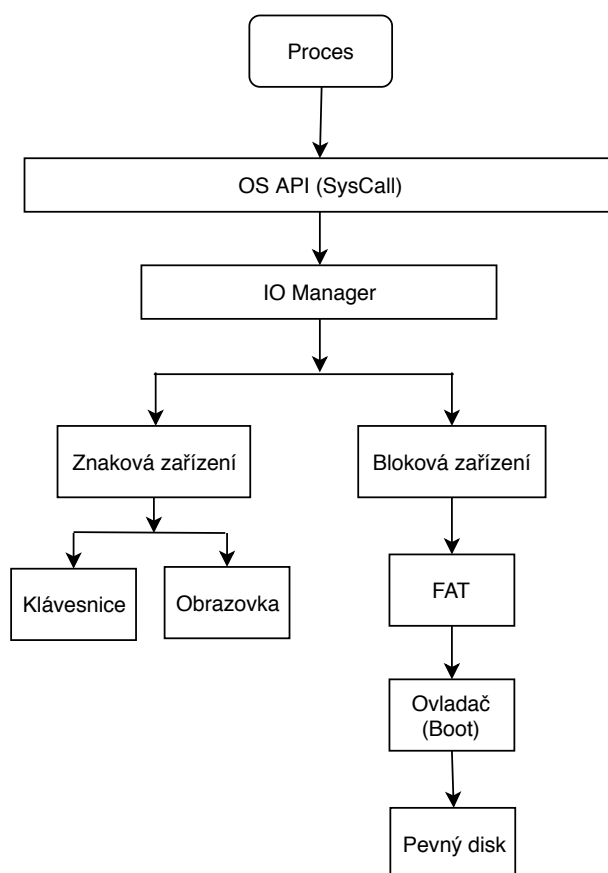 Proces
OS API (SysCall)
IO Manager
Znaková zařízení
Bloková zařízení
Klávesnice
Obrazovka
FAT
Ovladač
(Boot)
Pevný disk